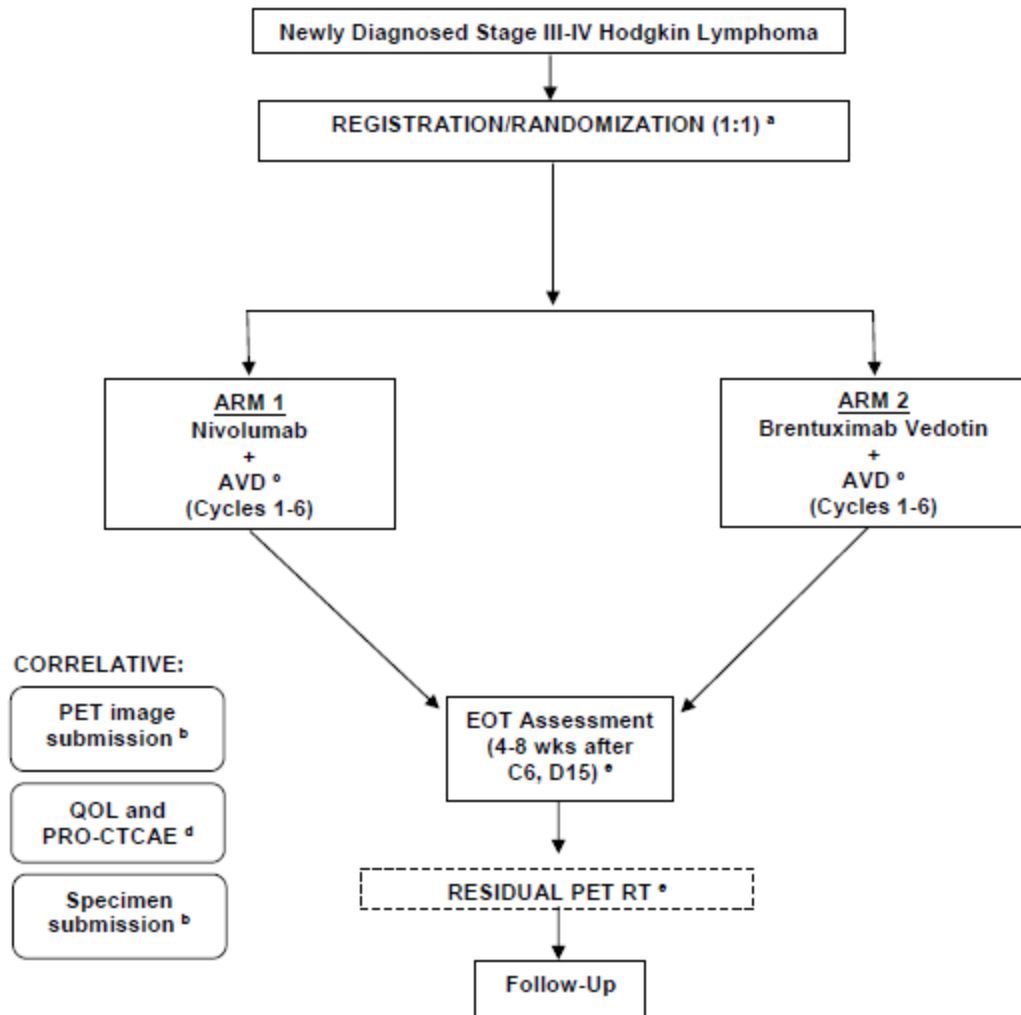 Newly Diagnosed Stage III-IV Hodgkin Lymphoma
REGISTRATION/RANDOMIZATION (1:1) ᵃ
ARM 1
Nivolumab
+
AVD ᶜ
(Cycles 1-6)
ARM 2
Brentuximab Vedotin
+
AVD ᶜ
(Cycles 1-6)
CORRELATIVE:
PET image
submission ᵇ
QOL and
PRO-CTCAE ᵈ
Specimen
submission ᵇ
EOT Assessment
(4-8 wks after
C6, D15) ᵉ
RESIDUAL PET RT ᵉ
Follow-Up